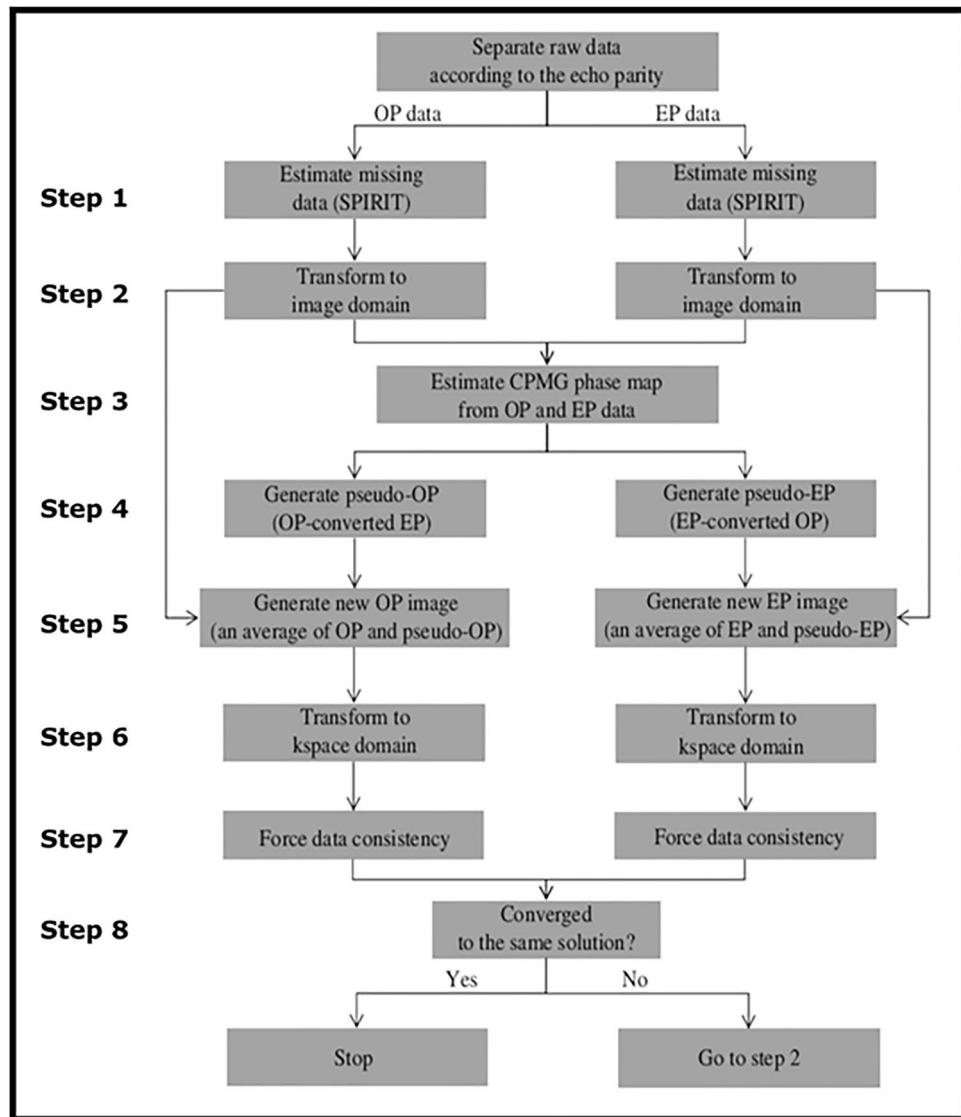 Separate raw data
according to the echo parity
OP data
EP data
Step 1
Estimate missing
data (SPIRIT)
Estimate missing
data (SPIRIT)
Step 2
Transform to
image domain
Transform to
image domain
Step 3
Estimate CPMG phase map
from OP and EP data
Step 4
Generate pseudo-OP
(OP-converted EP)
Generate pseudo-EP
(EP-converted OP)
Step 5
Generate new OP image
(an average of OP and pseudo-OP)
Generate new EP image
(an average of EP and pseudo-EP)
Step 6
Transform to
kspace domain
Transform to
kspace domain
Step 7
Force data consistency
Force data consistency
Step 8
Converged
to the same solution?
Yes
No
Stop
Go to step 2